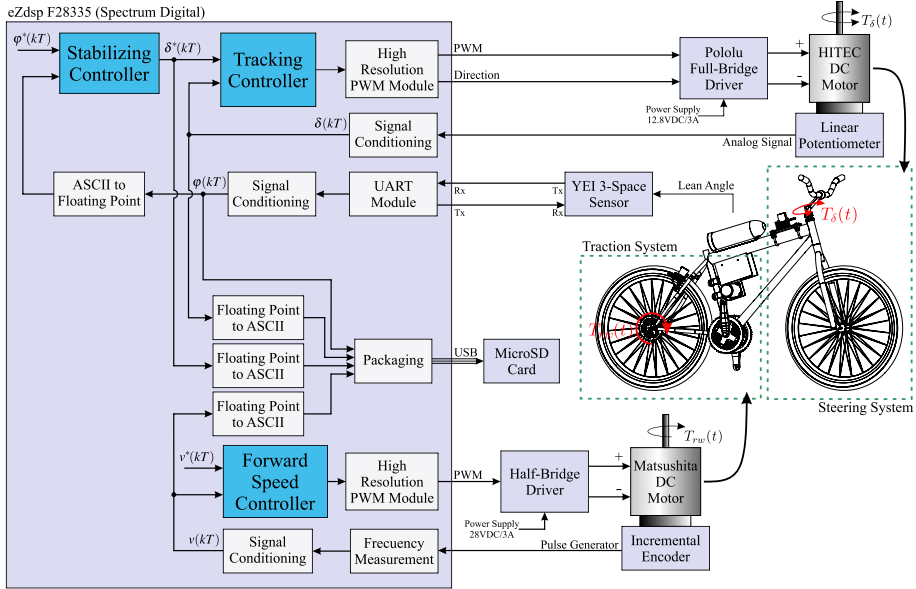 eZdsp F28335 (Spectrum Digital)
φ*(kT)
Stabilizing
Controller
δ*(kT)
Tracking
Controller
High
Resolution
PWM Module
PWM
Direction
Pololu
Full-Bridge
Driver
+
-
HITEC
DC
Motor
Tδ(t)
Power Supply
12.8VDC/3A
δ(kT)
Signal
Conditioning
Analog Signal
Linear
Potentiometer
ASCII to
Floating Point
φ(kT)
Signal
Conditioning
UART
Module
Rx
Tx
Tx
Rx
YEI 3-Space
Sensor
Lean Angle
Tδ(t)
Traction System
Steering System
Floating Point
to ASCII
Floating Point
to ASCII
Floating Point
to ASCII
Packaging
USB
MicroSD
Card
v*(kT)
Forward
Speed
Controller
High
Resolution
PWM Module
PWM
Half-Bridge
Driver
+
-
Matsushita
DC
Motor
Trw(t)
Power Supply
28VDC/3A
v(kT)
Signal
Conditioning
Frecuency
Measurement
Pulse Generator
Incremental
Encoder